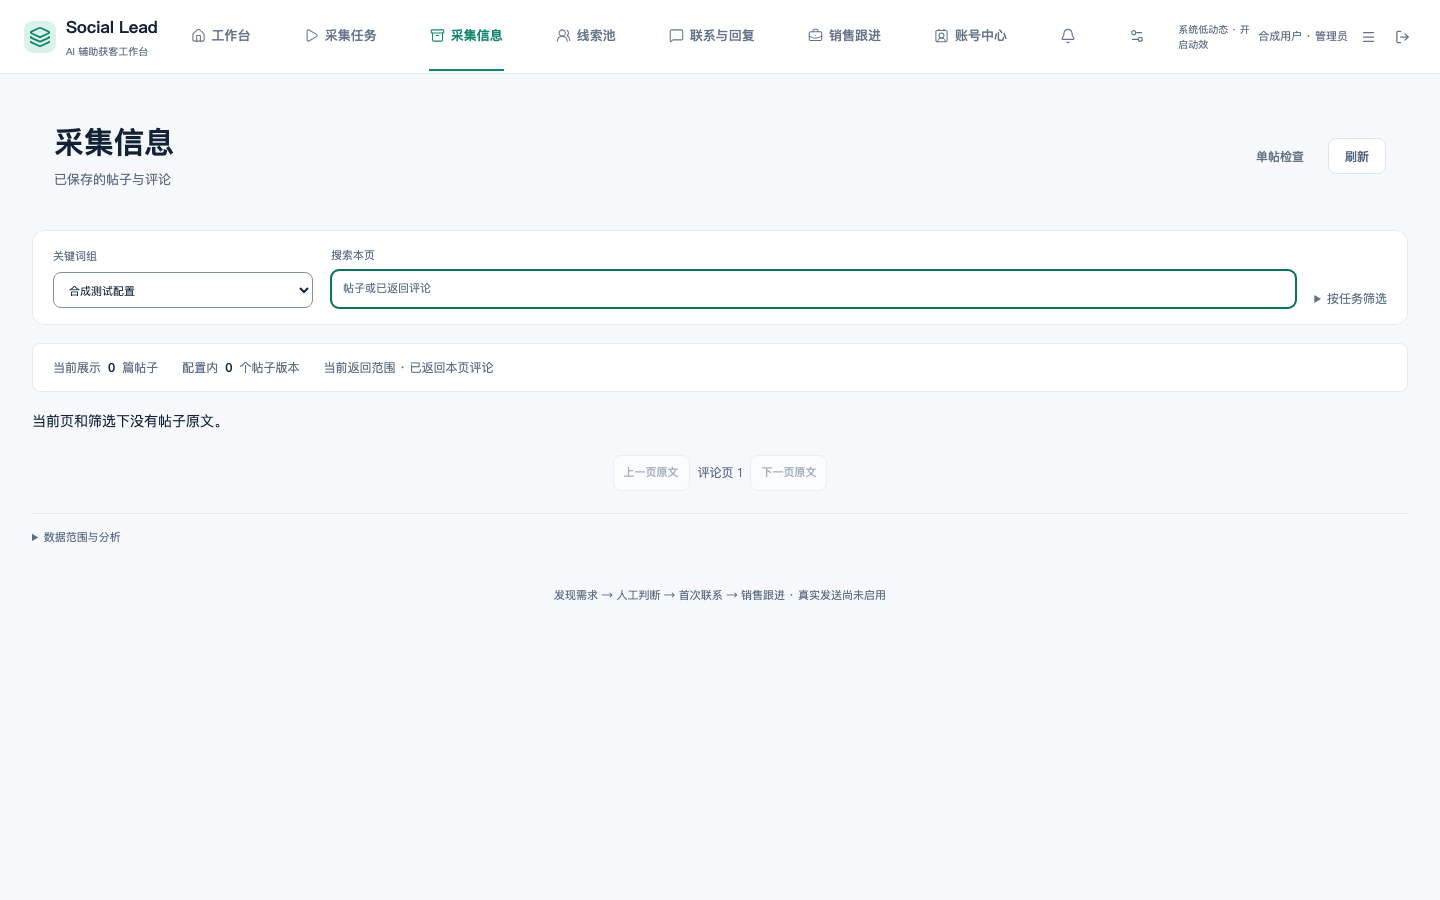 Social Lead
AI 辅助获客工作台
工作台
采集任务
采集信息
线索池
联系与回复
销售跟进
账号中心
系统低动态 · 开
启动效
合成用户 · 管理员
采集信息
已保存的帖子与评论
单帖检查
刷新
关键词组
合成测试配置
搜索本页
帖子或已返回评论
按任务筛选
当前展示 0 篇帖子
配置内 0 个帖子版本
当前返回范围 · 已返回本页评论
当前页和筛选下没有帖子原文。
上一页原文
评论页 1
下一页原文
数据范围与分析
发现需求 → 人工判断 → 首次联系 → 销售跟进 · 真实发送尚未启用